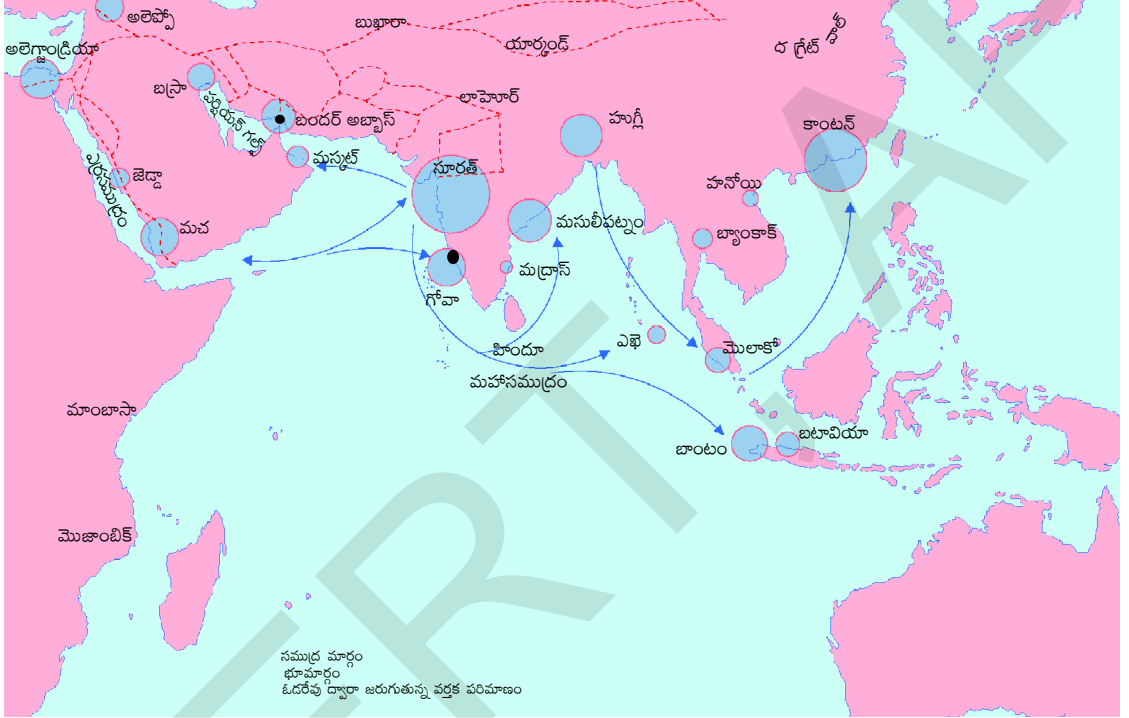 అలెప్పో
బుఖారా
యార్కండ్
ద గ్రేట్
అలెగ్జాండ్రియా
బస్రా
పర్షియన్ గల్ఫ్
బందర్ అబ్బాస్
లాహెూర్
హుగ్లీ
కాంటన్
మస్కట్
సూరత్
ఎర్రసముద్రం
జెడ్డా
హనోయి
మచ
మసులీపట్నం
బ్యాంకాక్
మద్రాస్
గోవా
ఎఖె
మొలాకో
హిందూ
మహాసముద్రం
మాంబాసా
బాంటం
బటావియా
మొజాంబిక్
సముద్ర మార్గం
భూమార్గం
ఓడరేవు ద్వారా జరుగుతున్న వర్తక పరిమాణం